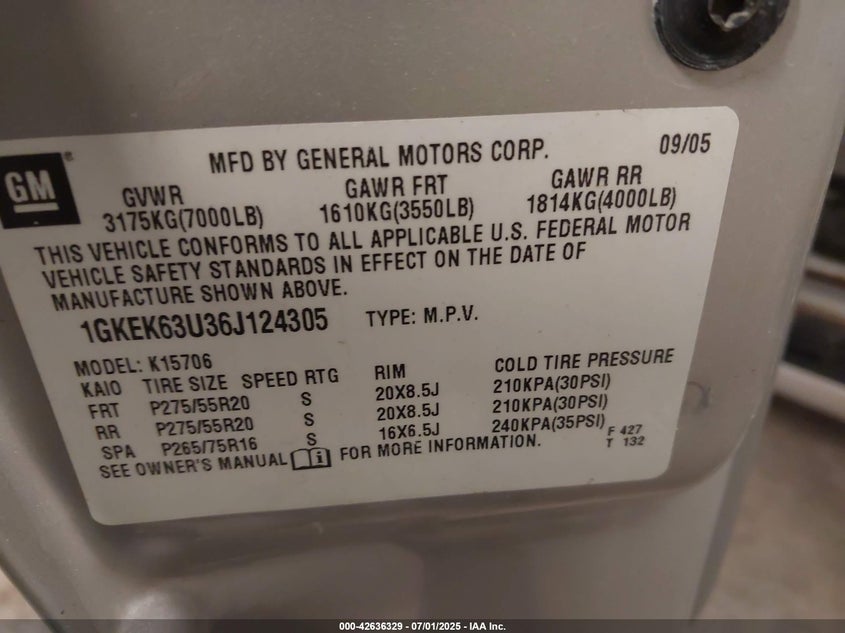 GM®
MFD BY GENERAL MOTORS CORP. 09/05
GVWR GAWR FRT GAWR RR
3175KG(7000LB) 1610KG(3550LB) 1814KG(4000LB)
THIS VEHICLE CONFORMS TO ALL APPLICABLE U.S. FEDERAL MOTOR
VEHICLE SAFETY STANDARDS IN EFFECT ON THE DATE OF
MANUFACTURE SHOWN ABOVE.
1GKEK63U36J124305 TYPE: M.P.V.
MODEL: K15706
KAIO TIRE SIZE SPEED RTG RIM COLD TIRE PRESSURE
FRT P275/55R20 S 20X8.5J 210KPA(30PSI)
RR P275/55R20 S 20X8.5J 210KPA(30PSI)
SPA P265/75R16 S 16X6.5J 240KPA(35PSI) F 427
SEE OWNER'S MANUAL FOR MORE INFORMATION. T 132
000-42636329 - 07/01/2025 - IAA Inc.